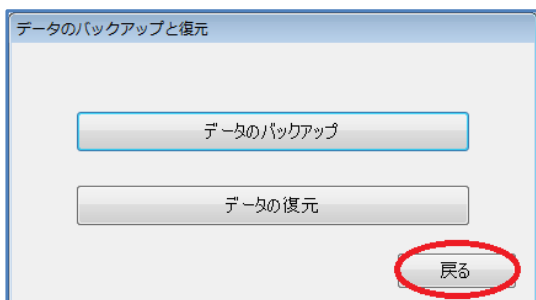 データのバックアップと復元
データのバックアップ
データの復元
戻る